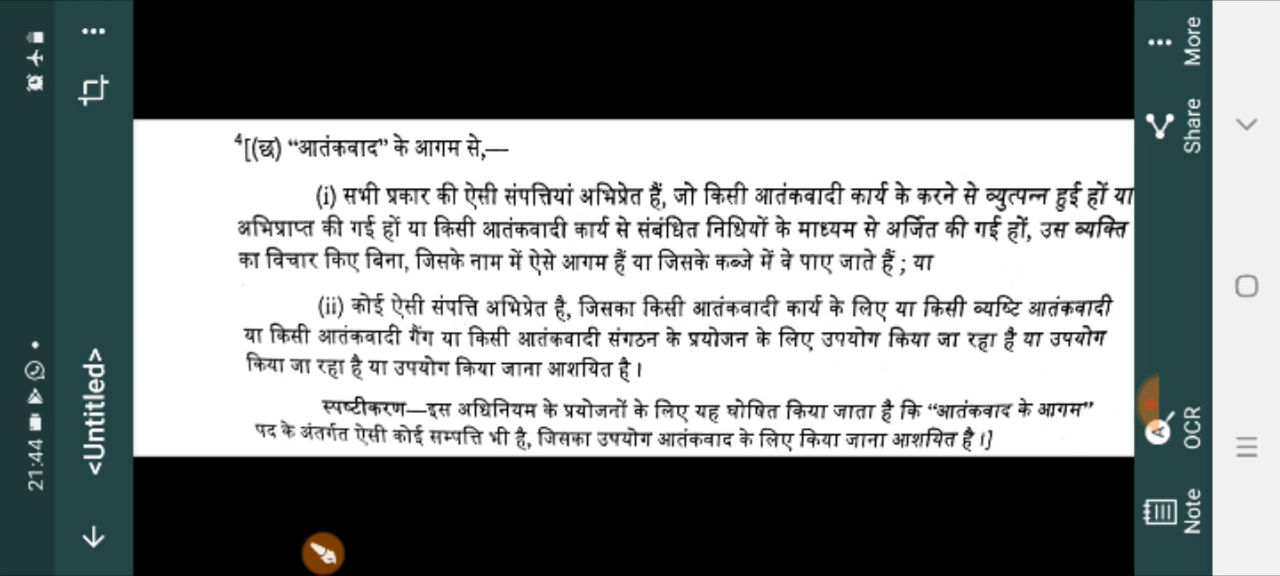 21:44
<Untitled>
⁴[(छ) “आतंकवाद” के आगम से,—
(i) सभी प्रकार की ऐसी संपत्तियां अभिप्रेत हैं, जो किसी आतंकवादी कार्य के करने से व्युत्पन्न हुई हों या
अभिप्राप्त की गई हों या किसी आतंकवादी कार्य से संबंधित निधियों के माध्यम से अर्जित की गई हों, उस व्यक्ति
का विचार किए बिना, जिसके नाम में ऐसे आगम हैं या जिसके कब्जे में वे पाए जाते हैं ; या
(ii) कोई ऐसी संपत्ति अभिप्रेत है, जिसका किसी आतंकवादी कार्य के लिए या किसी व्यष्टि आतंकवादी
या किसी आतंकवादी गैंग या किसी आतंकवादी संगठन के प्रयोजन के लिए उपयोग किया जा रहा है या उपयोग
किया जा रहा है या उपयोग किया जाना आशयित है ।
स्पष्टीकरण—इस अधिनियम के प्रयोजनों के लिए यह घोषित किया जाता है कि “आतंकवाद के आगम”
पद के अंतर्गत ऐसी कोई सम्पत्ति भी है, जिसका उपयोग आतंकवाद के लिए किया जाना आशयित है ।]
Note
OCR
Share
More